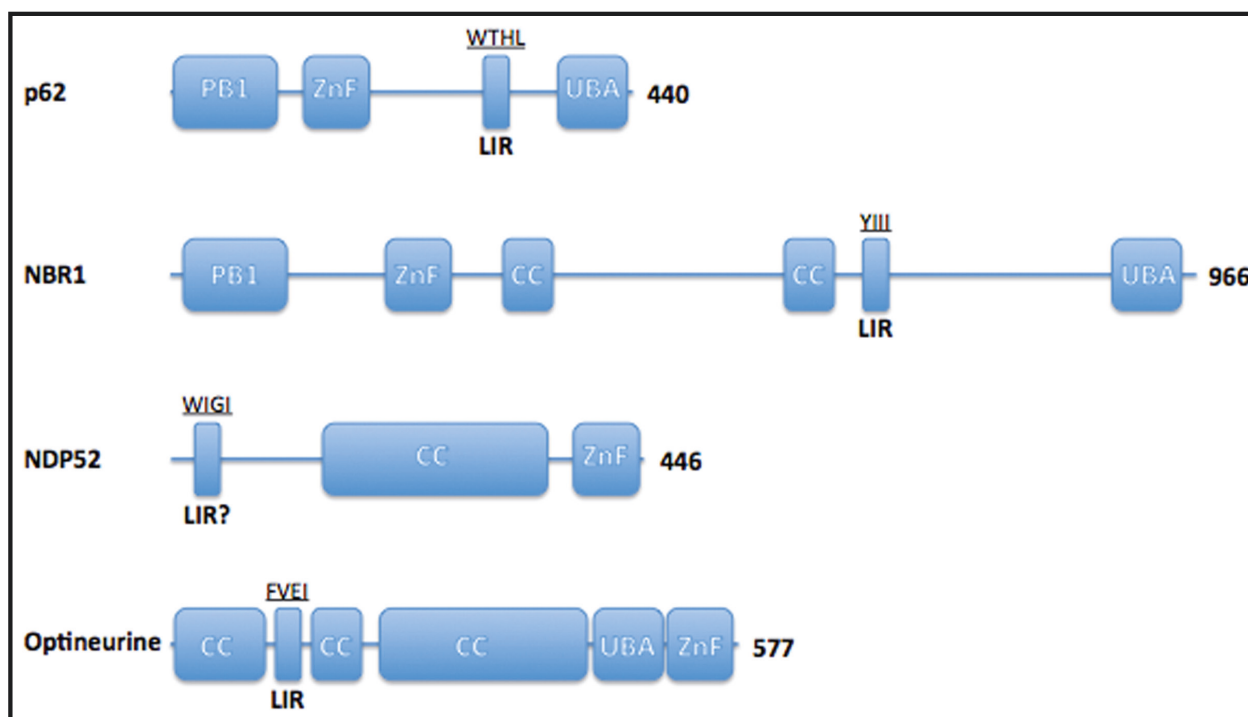 WTHL
p62 PB1 ZnF UBA 440
LIR
YIII
NBR1 PB1 ZnF CC CC UBA 966
LIR
WIGI
NDP52 CC ZnF 446
LIR?
FVEI
Optineurine CC CC CC UBA ZnF 577
LIR